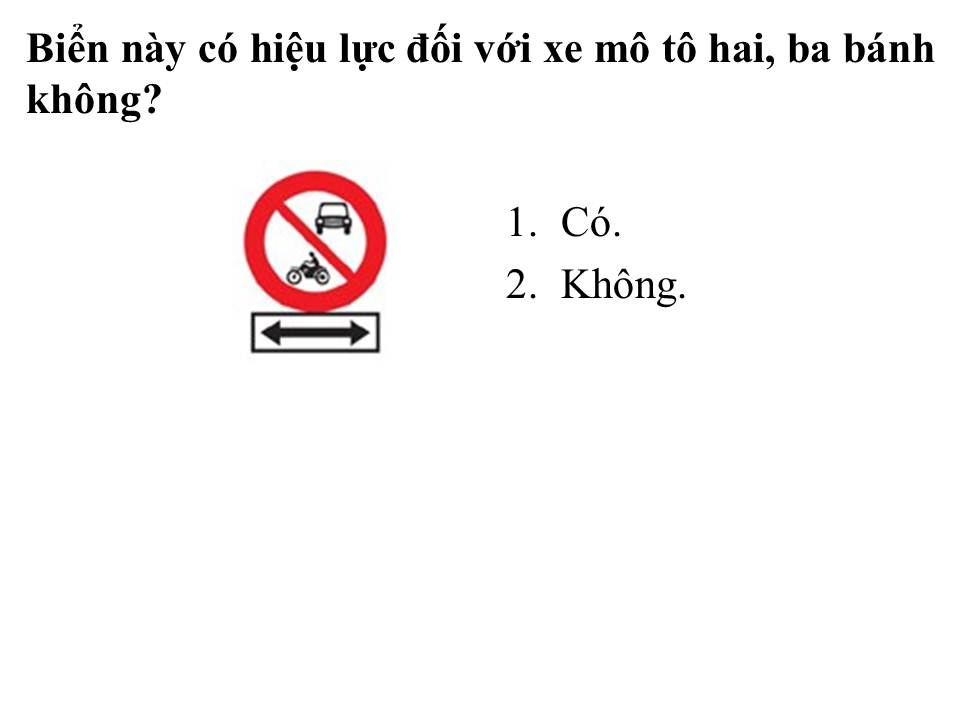 Biển này có hiệu lực đối với xe mô tô hai, ba bánh
không?
1. Có.
2. Không.